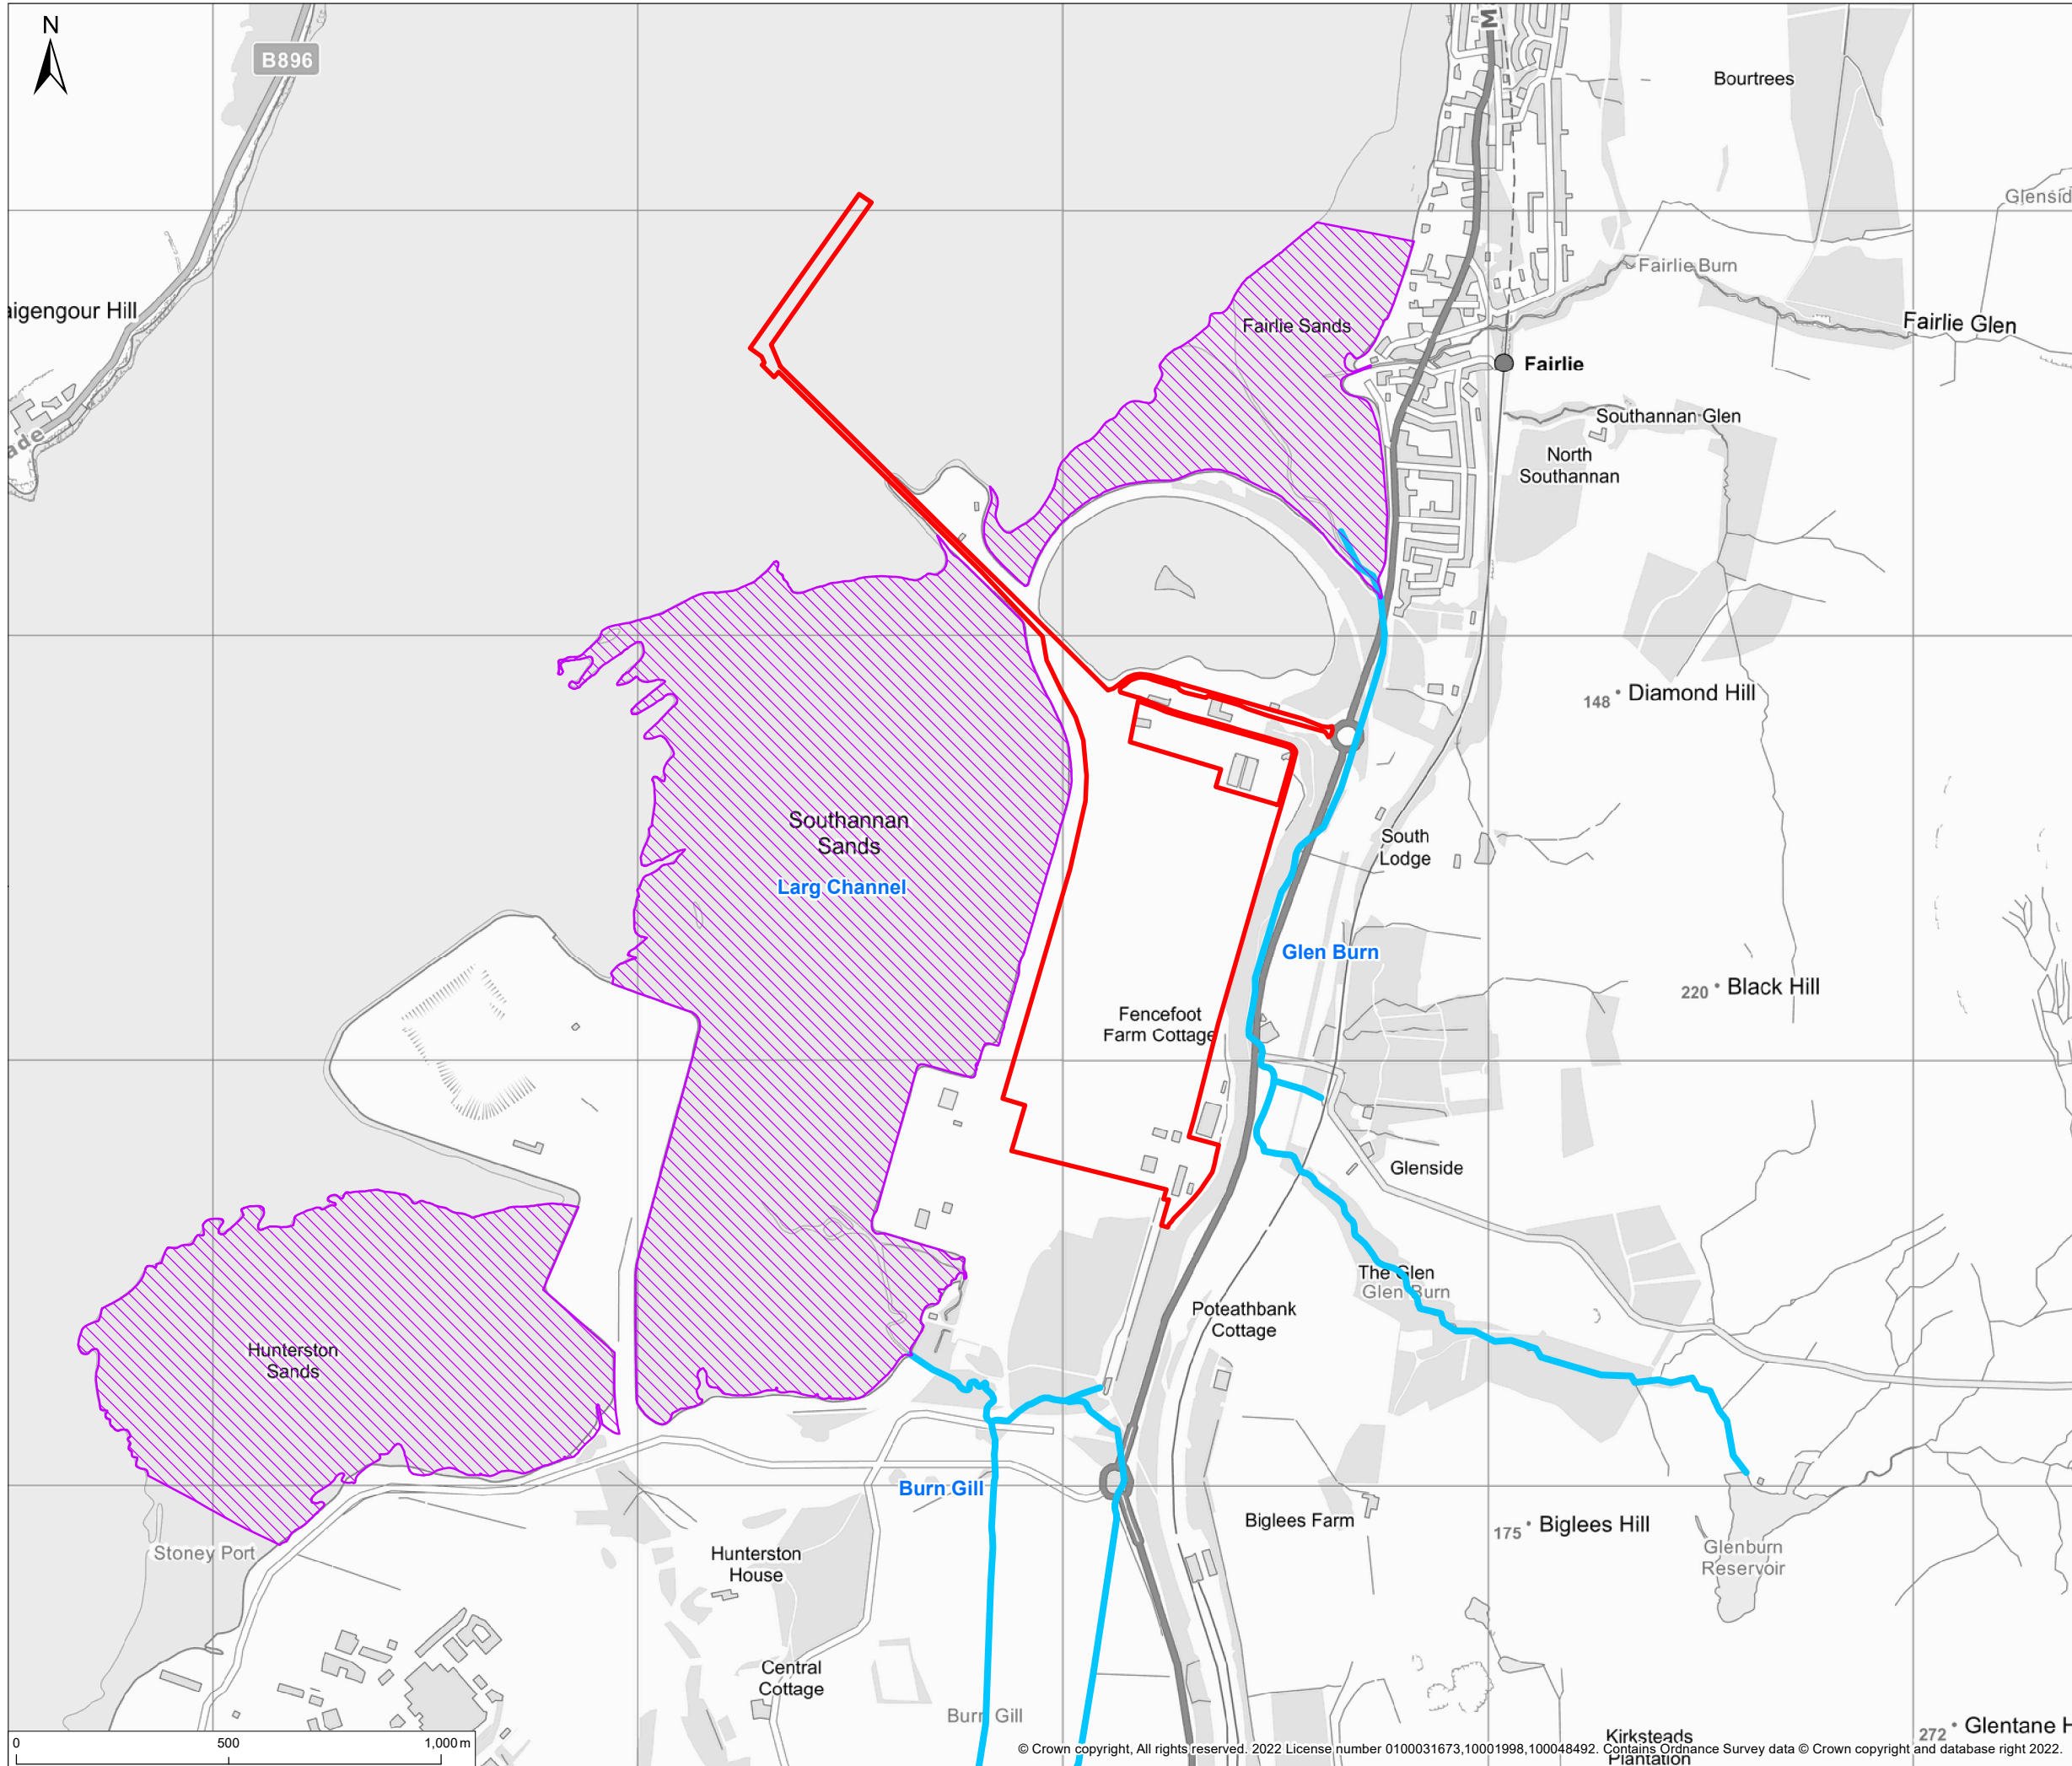 N
B896
M
Bourtrees
Fairlie Burn
aigengour Hill
Fairlie Sands
Fairlie Glen
Fairlie
Southannan Glen
North
Southannan
ade
148 Diamond Hill
Southannan
Sands
South
Lodge
Larg Channel
Glen Burn
220 Black Hill
Fencefoot
Farm Cottage
Glenside
The Glen
Glen Burn
Poteathbank
Cottage
Hunterston
Sands
Burn Gill
Biglees Farm
175 Biglees Hill
Stoney Port
Hunterston
House
Glenburn
Reservoir
Central
Cottage
Burn Gill
272 Glentane H
Kirksteads
Plantation
0 500 1,000 m
© Crown copyright, All rights reserved. 2022 License number 0100031673,10001998,100048492. Contains Ordnance Survey data © Crown copyright and database right 2022.